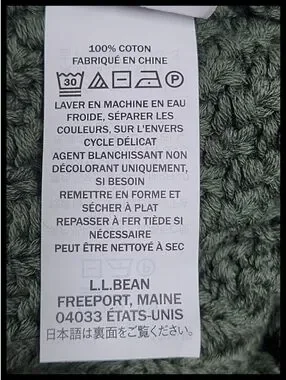 100% COTON
FABRIQUÉ EN CHINE
30 P
LAVER EN MACHINE EN EAU
FROIDE, SÉPARER LES
COULEURS, SUR L'ENVERS
CYCLE DÉLICAT
AGENT BLANCHISSANT NON
DÉCOLORANT UNIQUEMENT,
SI BESOIN
REMETTRE EN FORME ET
SÉCHER À PLAT
REPASSER À FER TIÈDE SI
NÉCESSAIRE
PEUT ÊTRE NETTOYÉ À SEC
L.L.BEAN
FREEPORT, MAINE
04033 ÉTATS-UNIS
日本語は裏面をご覧ください。